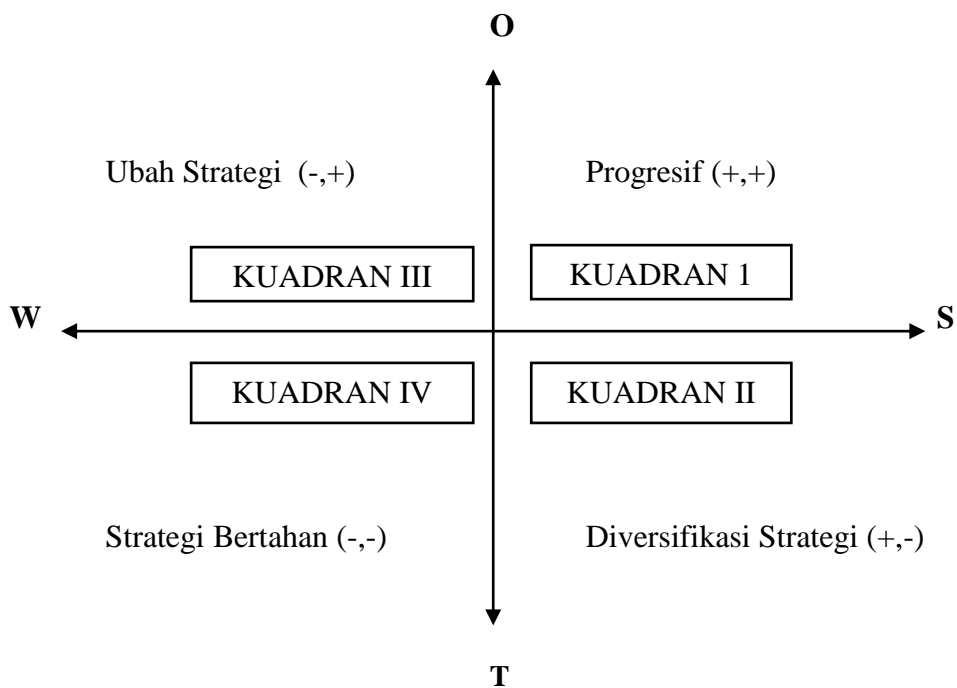 O
Ubah Strategi (-,+)
Progresif (+,+)
KUADRAN III
KUADRAN 1
W
S
KUADRAN IV
KUADRAN II
Strategi Bertahan (-,-)
Diversifikasi Strategi (+,-)
T